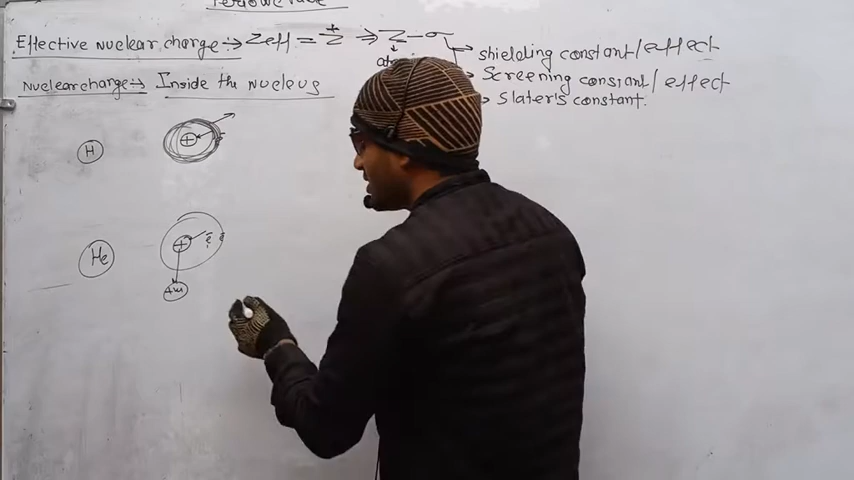 Effective nuclear charge :→ Zeff = Z⁺ ⇒ Z - σ
shielding constant/effect
Screening constant/effect
Slater's constant.
Nuclear charge :→ Inside the nucleus
H
+
He
+